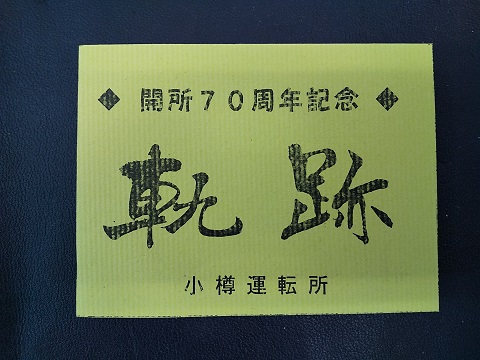 ◆ 開所７０周年記念 ◆
軌跡
小樽運転所